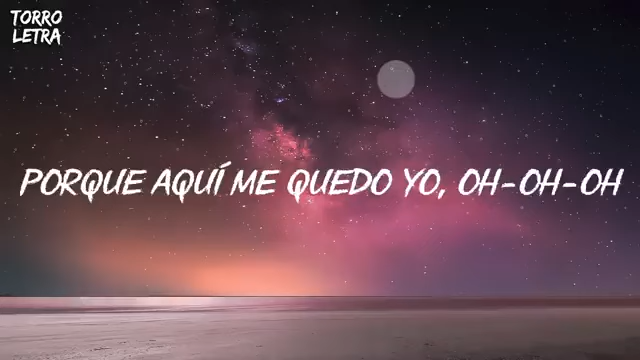 TORRO
LETRA
PORQUE AQUÍ ME QUEDO YO, OH-OH-OH